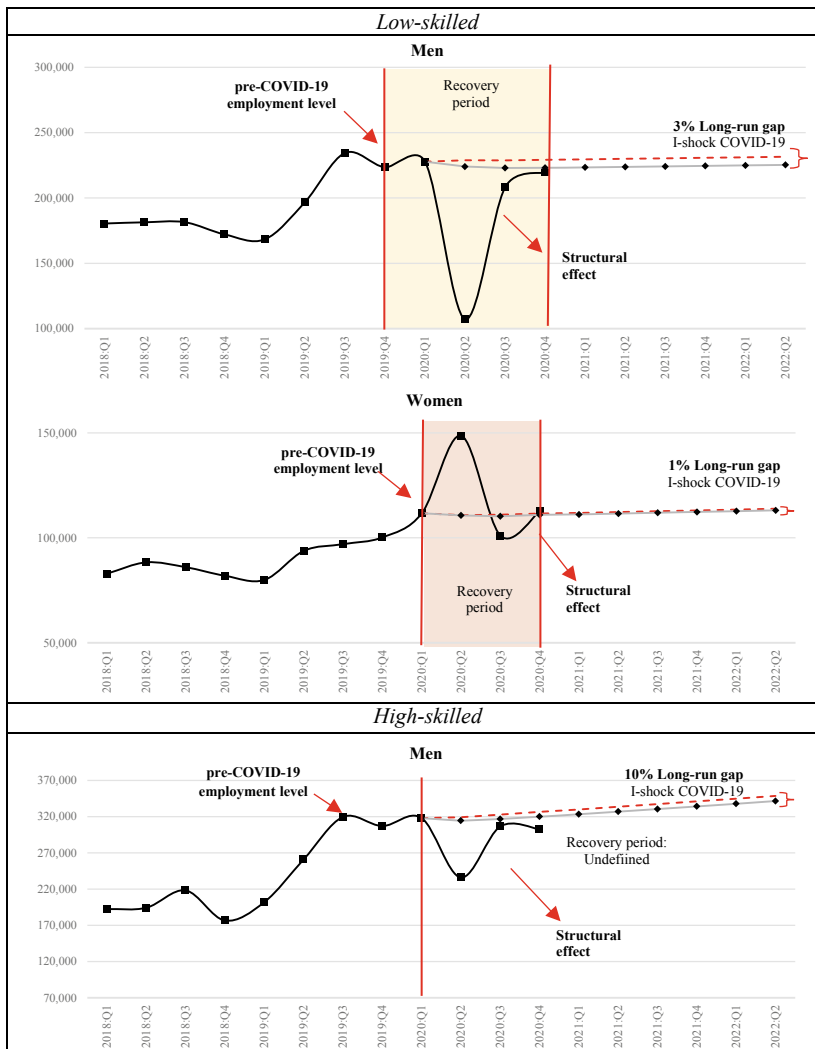 Low-skilled
Men
300,000
250,000
200,000
150,000
100,000
pre-COVID-19
employment level
Recovery
period
3% Long-run gap
I-shock COVID-19
Structural
effect
2018:Q1
2018:Q2
2018:Q3
2018:Q4
2019:Q1
2019:Q2
2019:Q3
2019:Q4
2020:Q1
2020:Q2
2020:Q3
2020:Q4
2021:Q1
2021:Q2
2021:Q3
2021:Q4
2022:Q1
2022:Q2
Women
150,000
100,000
50,000
pre-COVID-19
employment level
1% Long-run gap
I-shock COVID-19
Recovery
period
Structural
effect
2018:Q1
2018:Q2
2018:Q3
2018:Q4
2019:Q1
2019:Q2
2019:Q3
2019:Q4
2020:Q1
2020:Q2
2020:Q3
2020:Q4
2021:Q1
2021:Q2
2021:Q3
2021:Q4
2022:Q1
2022:Q2
High-skilled
Men
370,000
320,000
270,000
220,000
170,000
120,000
70,000
pre-COVID-19
employment level
10% Long-run gap
I-shock COVID-19
Recovery period:
Undefiined
Structural
effect
2018:Q1
2018:Q2
2018:Q3
2018:Q4
2019:Q1
2019:Q2
2019:Q3
2019:Q4
2020:Q1
2020:Q2
2020:Q3
2020:Q4
2021:Q1
2021:Q2
2021:Q3
2021:Q4
2022:Q1
2022:Q2